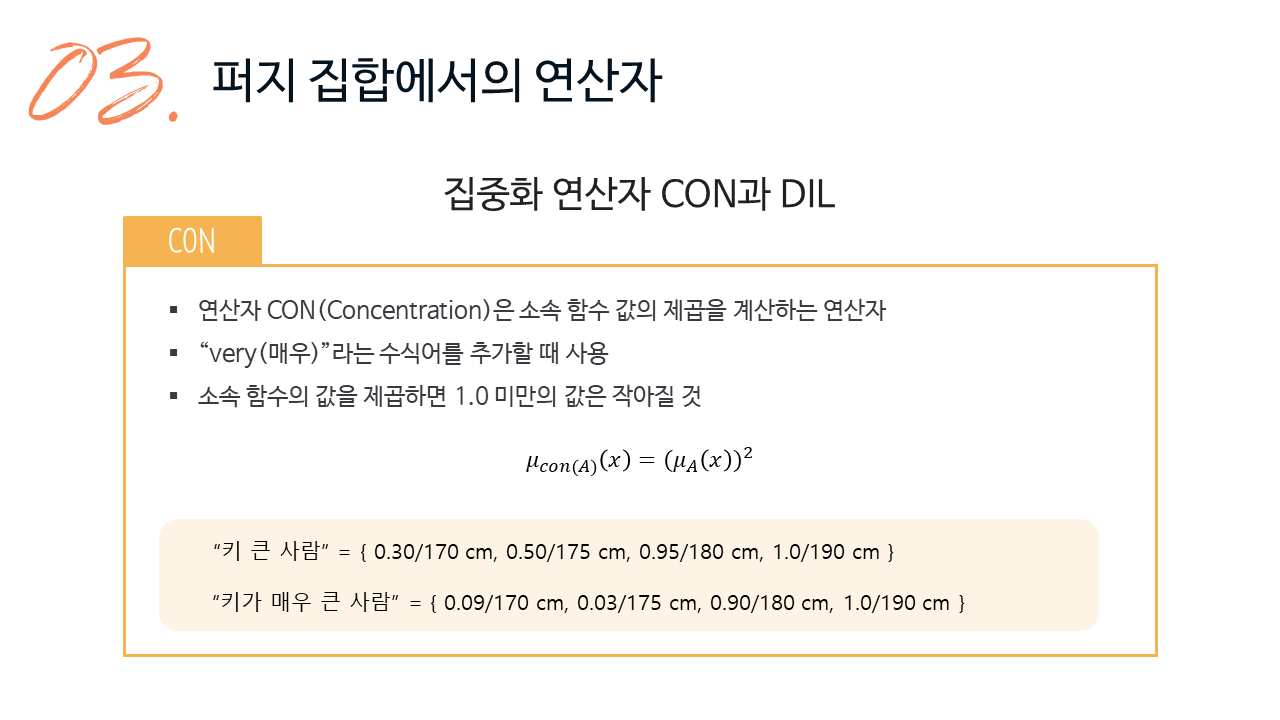 03.
퍼지 집합에서의 연산자
집중화 연산자 CON과 DIL
CON
▪ 연산자 CON(Concentration)은 소속 함수 값의 제곱을 계산하는 연산자
▪ “very(매우)”라는 수식어를 추가할 때 사용
▪ 소속 함수의 값을 제곱하면 1.0 미만의 값은 작아질 것
𝜇𝑐𝑜𝑛(𝐴)(𝑥) = (𝜇𝐴(𝑥))²
“키 큰 사람” = { 0.30/170 cm, 0.50/175 cm, 0.95/180 cm, 1.0/190 cm }
“키가 매우 큰 사람” = { 0.09/170 cm, 0.03/175 cm, 0.90/180 cm, 1.0/190 cm }